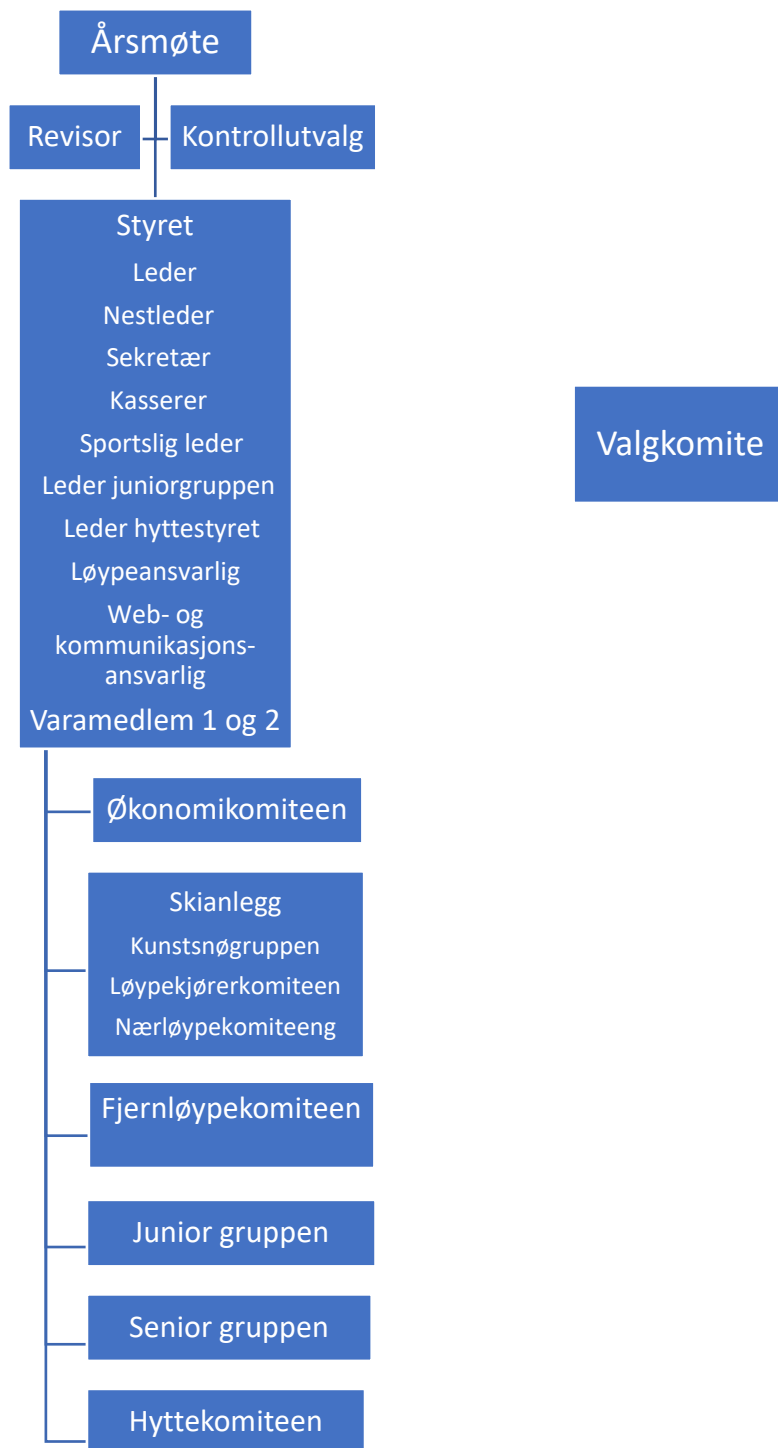 Årsmøte
Revisor
Kontrollutvalg
Styret
Leder
Nestleder
Sekretær
Kasserer
Sportslig leder
Leder juniorgruppen
Leder hyttestyret
Løypeansvarlig
Web- og
kommunikasjons-
ansvarlig
Varamedlem 1 og 2
Valgkomite
Økonomikomiteen
Skianlegg
Kunstsnøgruppen
Løypekjørerkomiteen
Nærløypekomiteeng
Fjernløypekomiteen
Junior gruppen
Senior gruppen
Hyttekomiteen